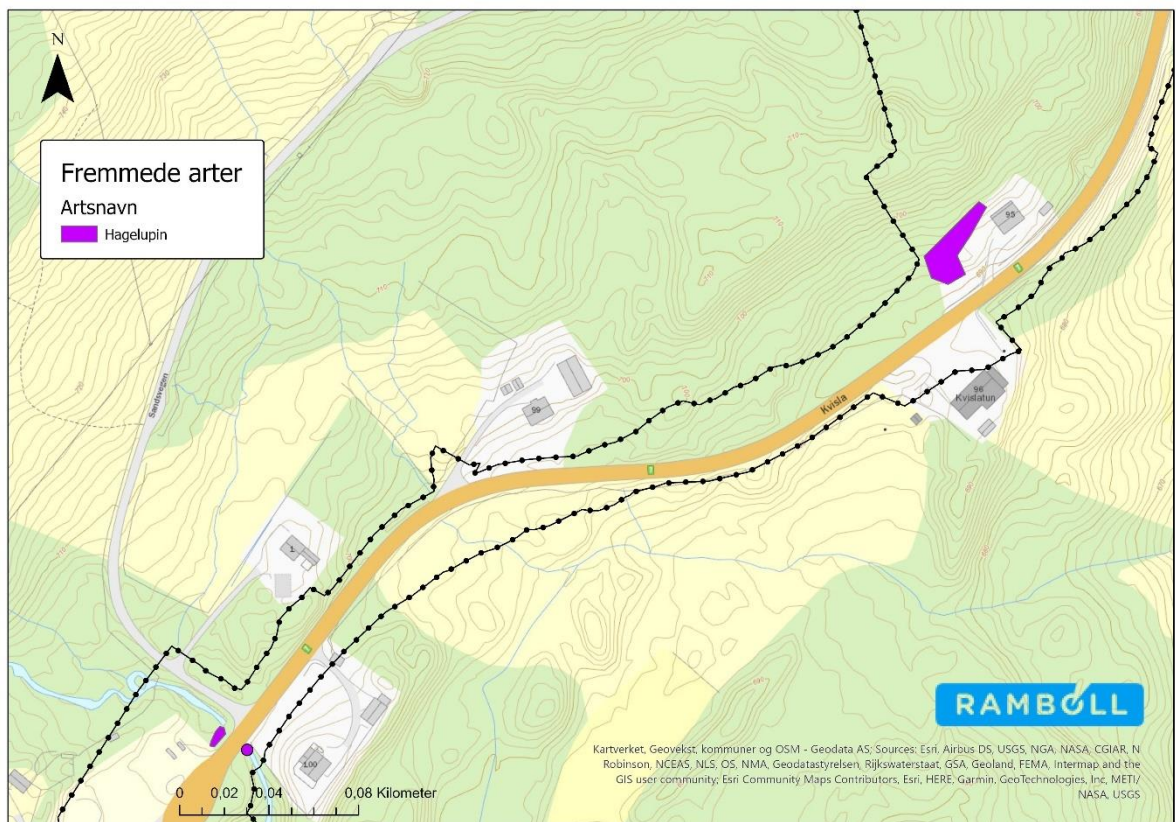 N
Fremmede arter
Artsnavn
Hagelupin
Sandsvegen
710
710
700
99
Kvisla
95
96
Kvislatun
1
100
RAMBOLL
Kartverket, Geovekst, kommuner og OSM - Geodata AS; Sources: Esri, Airbus DS, USGS, NGA, NASA, CGIAR, N
Robinson, NCEAS, NLS, OS, NMA, Geodatastyrelsen, Rijkswaterstaat, GSA, Geoland, FEMA, Intermap and the
GIS user community; Esri Community Maps Contributors, Esri, HERE, Garmin, GeoTechnologies, Inc, METI/
NASA, USGS
0 0,02 0,04 0,08 Kilometer